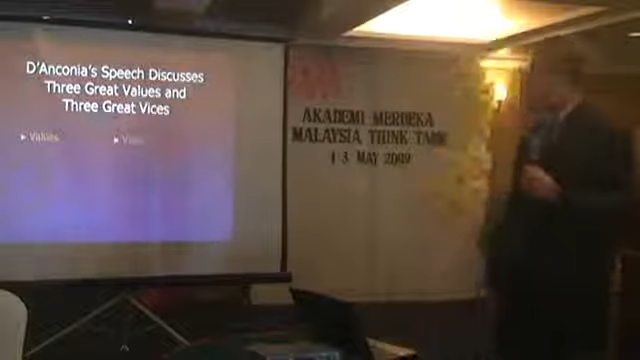 D'Anconia's Speech Discusses
Three Great Values and
Three Great Vices
▸ Values
▸ Vices
AKADEMI MERDEKA
MALAYSIA THINK TANK
1-3 MAY 2009